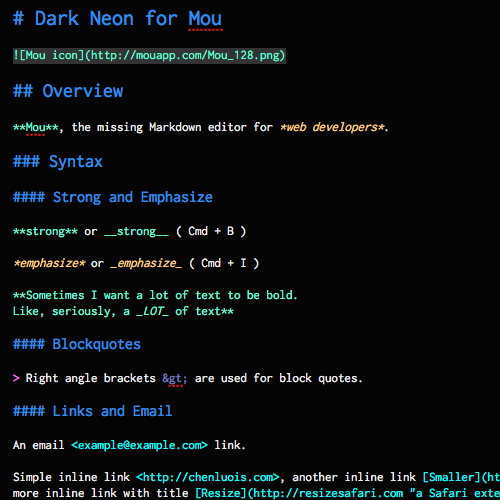 # Dark Neon for Mou
![Mou icon](http://mouapp.com/Mou_128.png)
## Overview
**Mou**, the missing Markdown editor for *web developers*.
### Syntax
#### Strong and Emphasize
**strong** or __strong__ ( Cmd + B )
*emphasize* or _emphasize_ ( Cmd + I )
**Sometimes I want a lot of text to be bold.
Like, seriously, a _LOT_ of text**
#### Blockquotes
> Right angle brackets &gt; are used for block quotes.
#### Links and Email
An email <example@example.com> link.
Simple inline link <http://chenluois.com>, another inline link [Smaller](ht
more inline link with title [Resize](http://resizesafari.com "a Safari exte